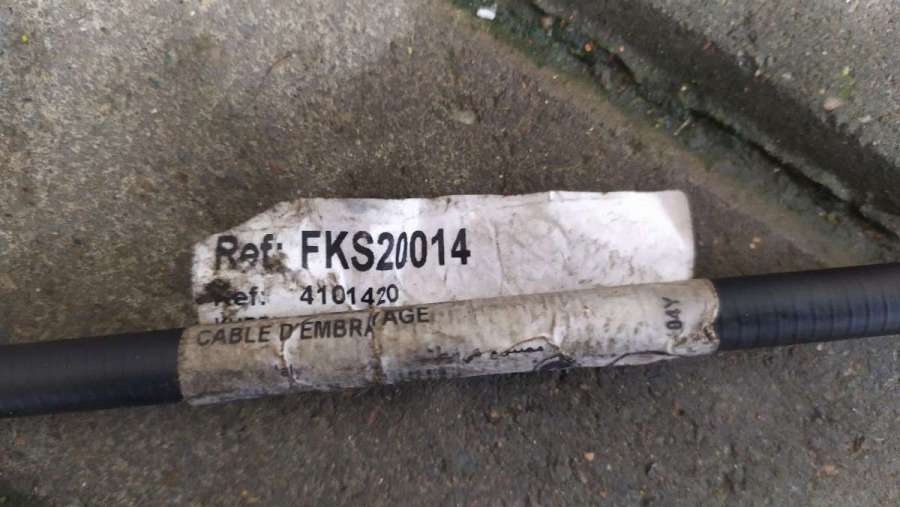 Ref: FKS20014
Ref: 4101420
CABLE D'EMBRAYAGE
04Y